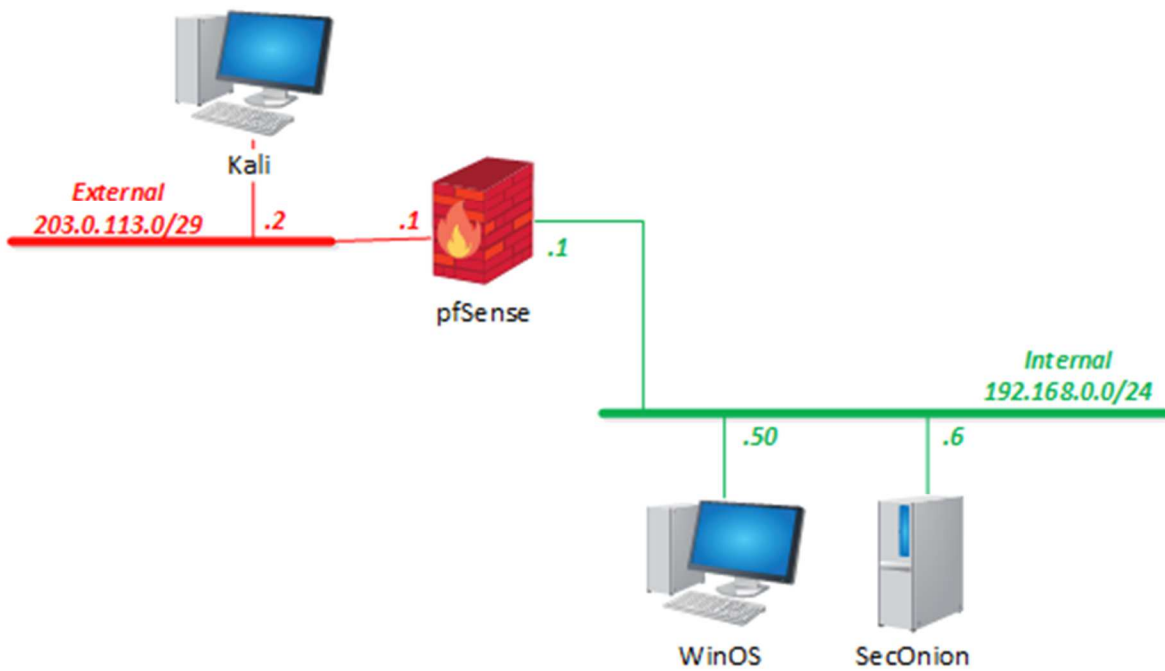 Kali
External
203.0.113.0/29
.2
.1
.1
pfSense
Internal
192.168.0.0/24
.50
.6
WinOS
SecOnion